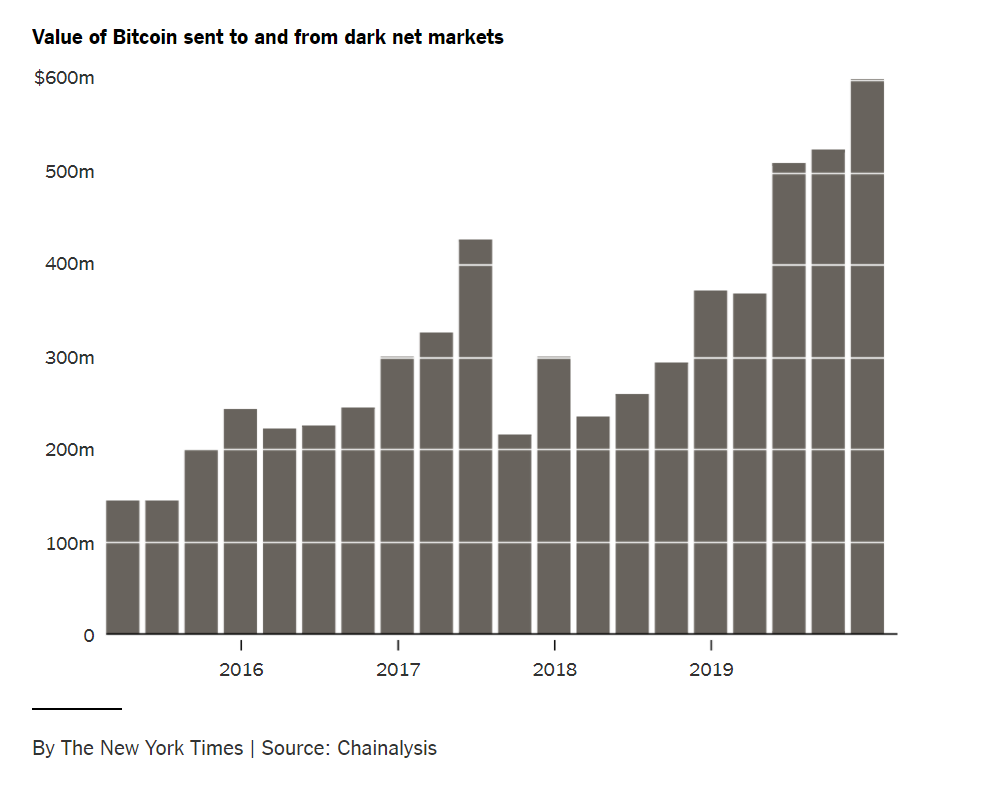 Value of Bitcoin sent to and from dark net markets
$600m
500m
400m
300m
200m
100m
0
2016 2017 2018 2019
By The New York Times | Source: Chainalysis